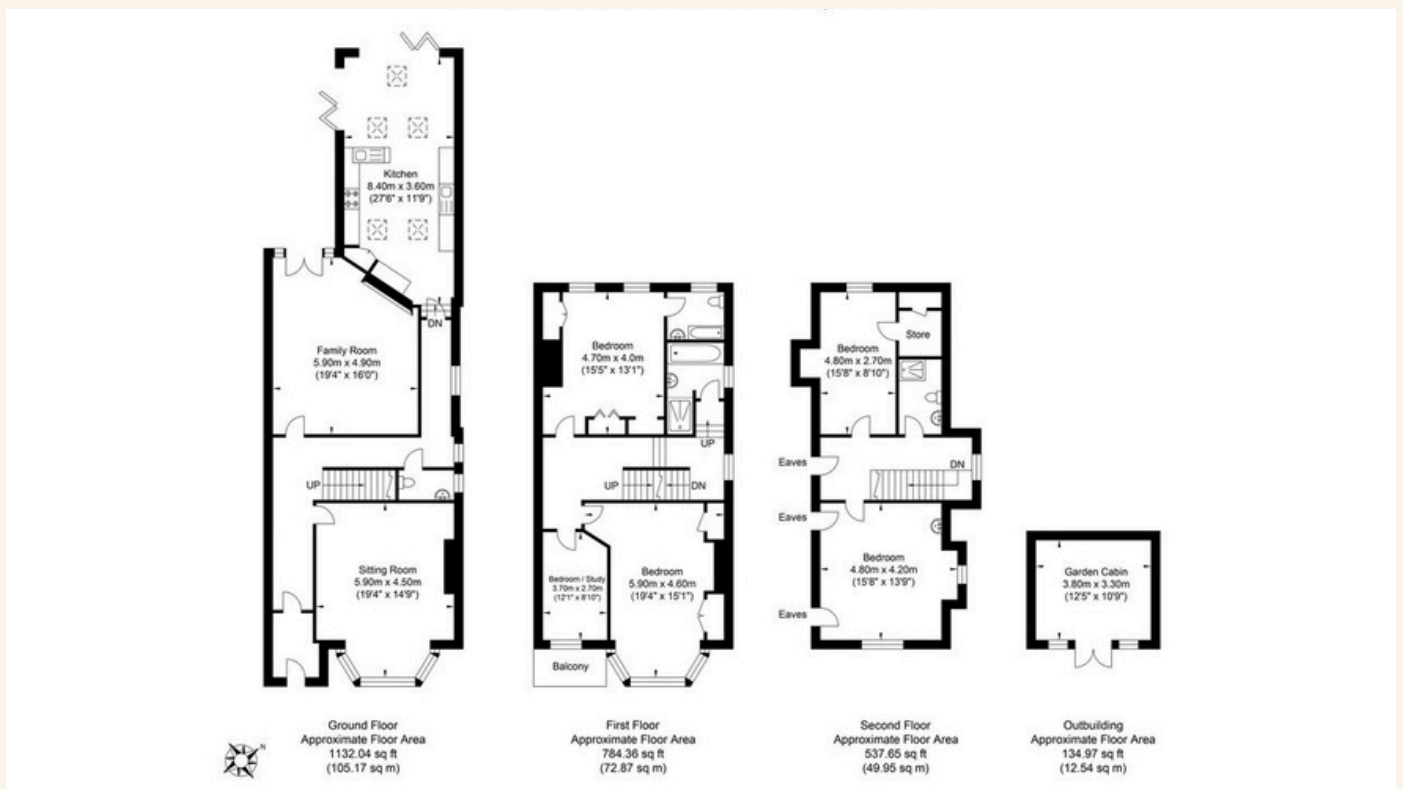 Kitchen
8.40m x 3.60m
(27'6" x 11'9")
DN
Family Room
5.90m x 4.90m
(19'4" x 16'0")
UP
Sitting Room
5.90m x 4.50m
(19'4" x 14'9")
Ground Floor
Approximate Floor Area
1132.04 sq ft
(105.17 sq m)
N
Bedroom
4.70m x 4.0m
(15'5" x 13'1")
UP
UP
DN
Bedroom / Study
3.70m x 2.70m
(12'1" x 8'10")
Bedroom
5.90m x 4.60m
(19'4" x 15'1")
Balcony
First Floor
Approximate Floor Area
784.36 sq ft
(72.87 sq m)
Store
Bedroom
4.80m x 2.70m
(15'8" x 8'10")
Eaves
DN
Eaves
Bedroom
4.80m x 4.20m
(15'8" x 13'9")
Eaves
Second Floor
Approximate Floor Area
537.65 sq ft
(49.95 sq m)
Garden Cabin
3.80m x 3.30m
(12'5" x 10'9")
Outbuilding
Approximate Floor Area
134.97 sq ft
(12.54 sq m)